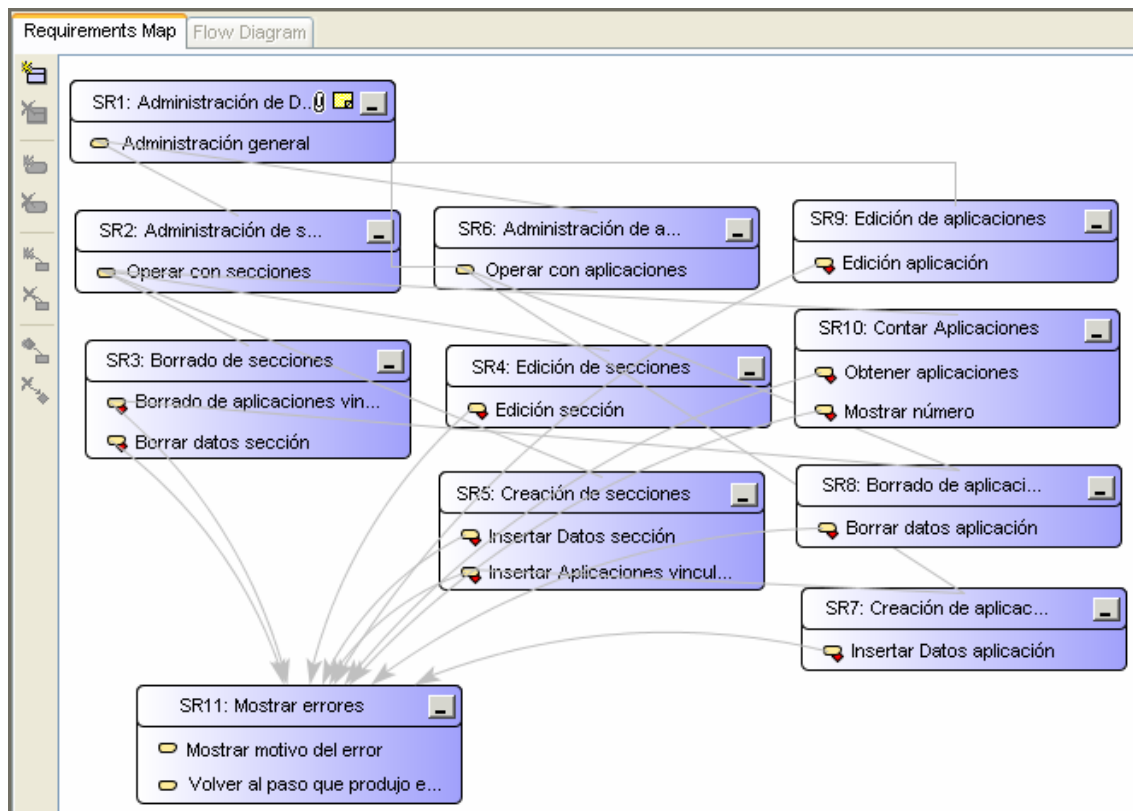 Requirements Map
Flow Diagram
SR1: Administración de D...
Administración general
SR2: Administración de s...
Operar con secciones
SR6: Administración de a...
Operar con aplicaciones
SR9: Edición de aplicaciones
Edición aplicación
SR10: Contar Aplicaciones
Obtener aplicaciones
Mostrar número
SR3: Borrado de secciones
Borrado de aplicaciones vin...
Borrar datos sección
SR4: Edición de secciones
Edición sección
SR5: Creación de secciones
Insertar Datos sección
Insertar Aplicaciones vincul...
SR8: Borrado de aplicaci...
Borrar datos aplicación
SR7: Creación de aplicac...
Insertar Datos aplicación
SR11: Mostrar errores
Mostrar motivo del error
Volver al paso que produjo e...